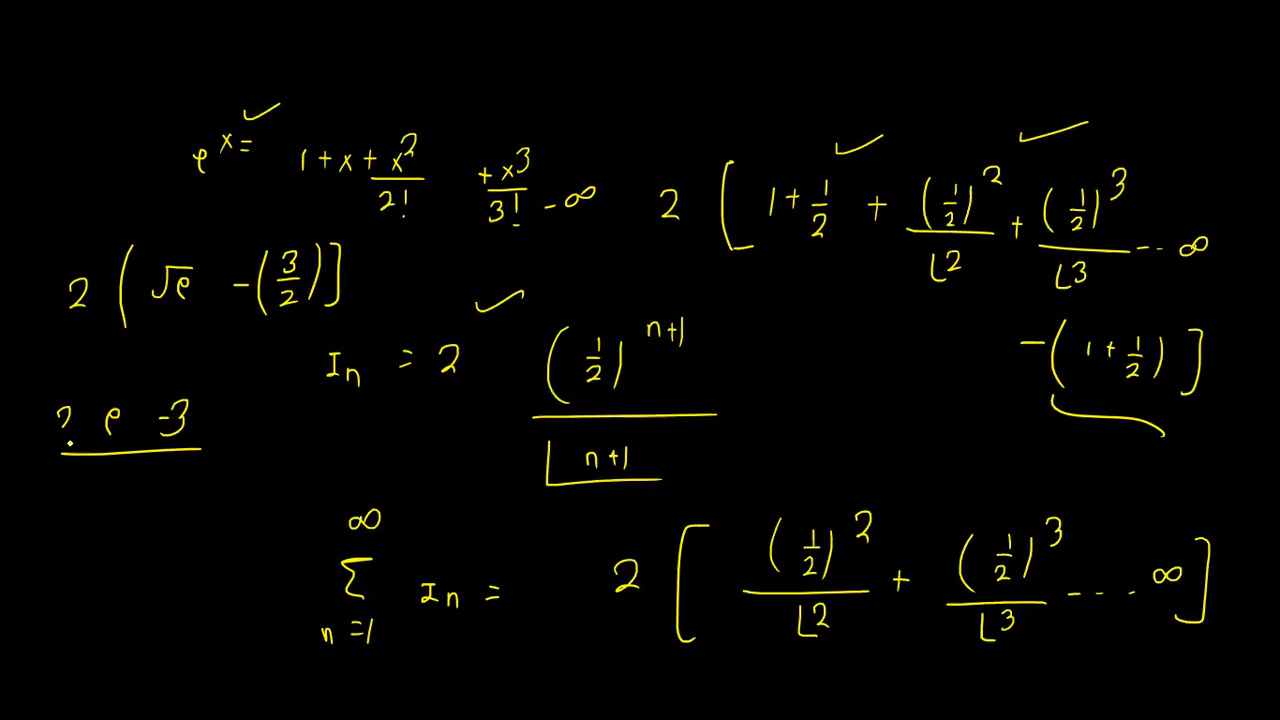 e^x = 1 + x + x^2/2! + x^3/3! - ∞
2 [ 1 + 1/2 + (1/2)^2/⌊2 + (1/2)^3/⌊3 -- ∞
- (1 + 1/2) ]
2 ( √e - (3/2) ]
I_n = 2 (1/2)^{n+1}/⌊n+1
? e -3
∞
Σ I_n = 2 [ (1/2)^2/⌊2 + (1/2)^3/⌊3 ---- ∞ ]
n=1